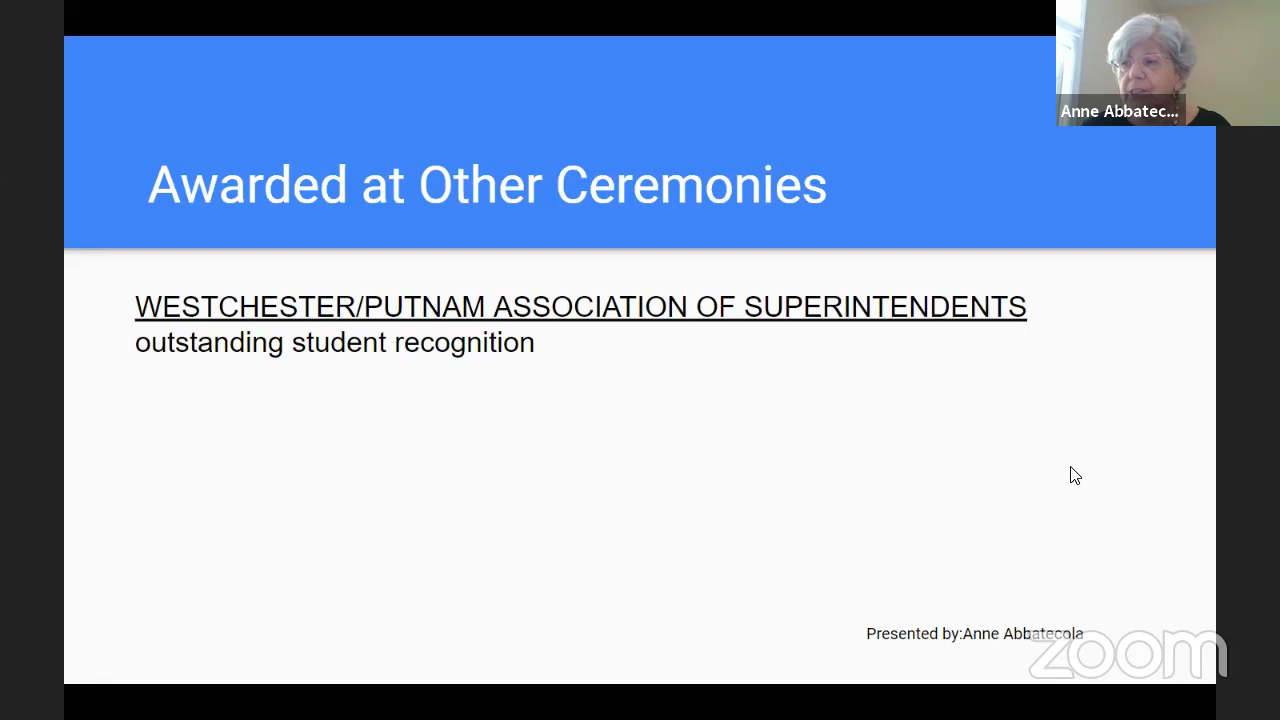 Anne Abbatec...
Awarded at Other Ceremonies
WESTCHESTER/PUTNAM ASSOCIATION OF SUPERINTENDENTS
outstanding student recognition
Presented by:Anne Abbatecola
zoom